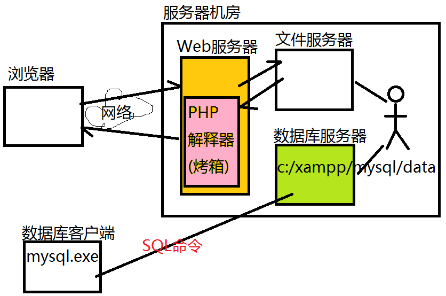 服务器机房
Web服务器
文件服务器
浏览器
网络
PHP
解释器
(烤箱)
数据库服务器
c:/xampp/mysql/data
数据库客户端
mysql.exe
SQL命令